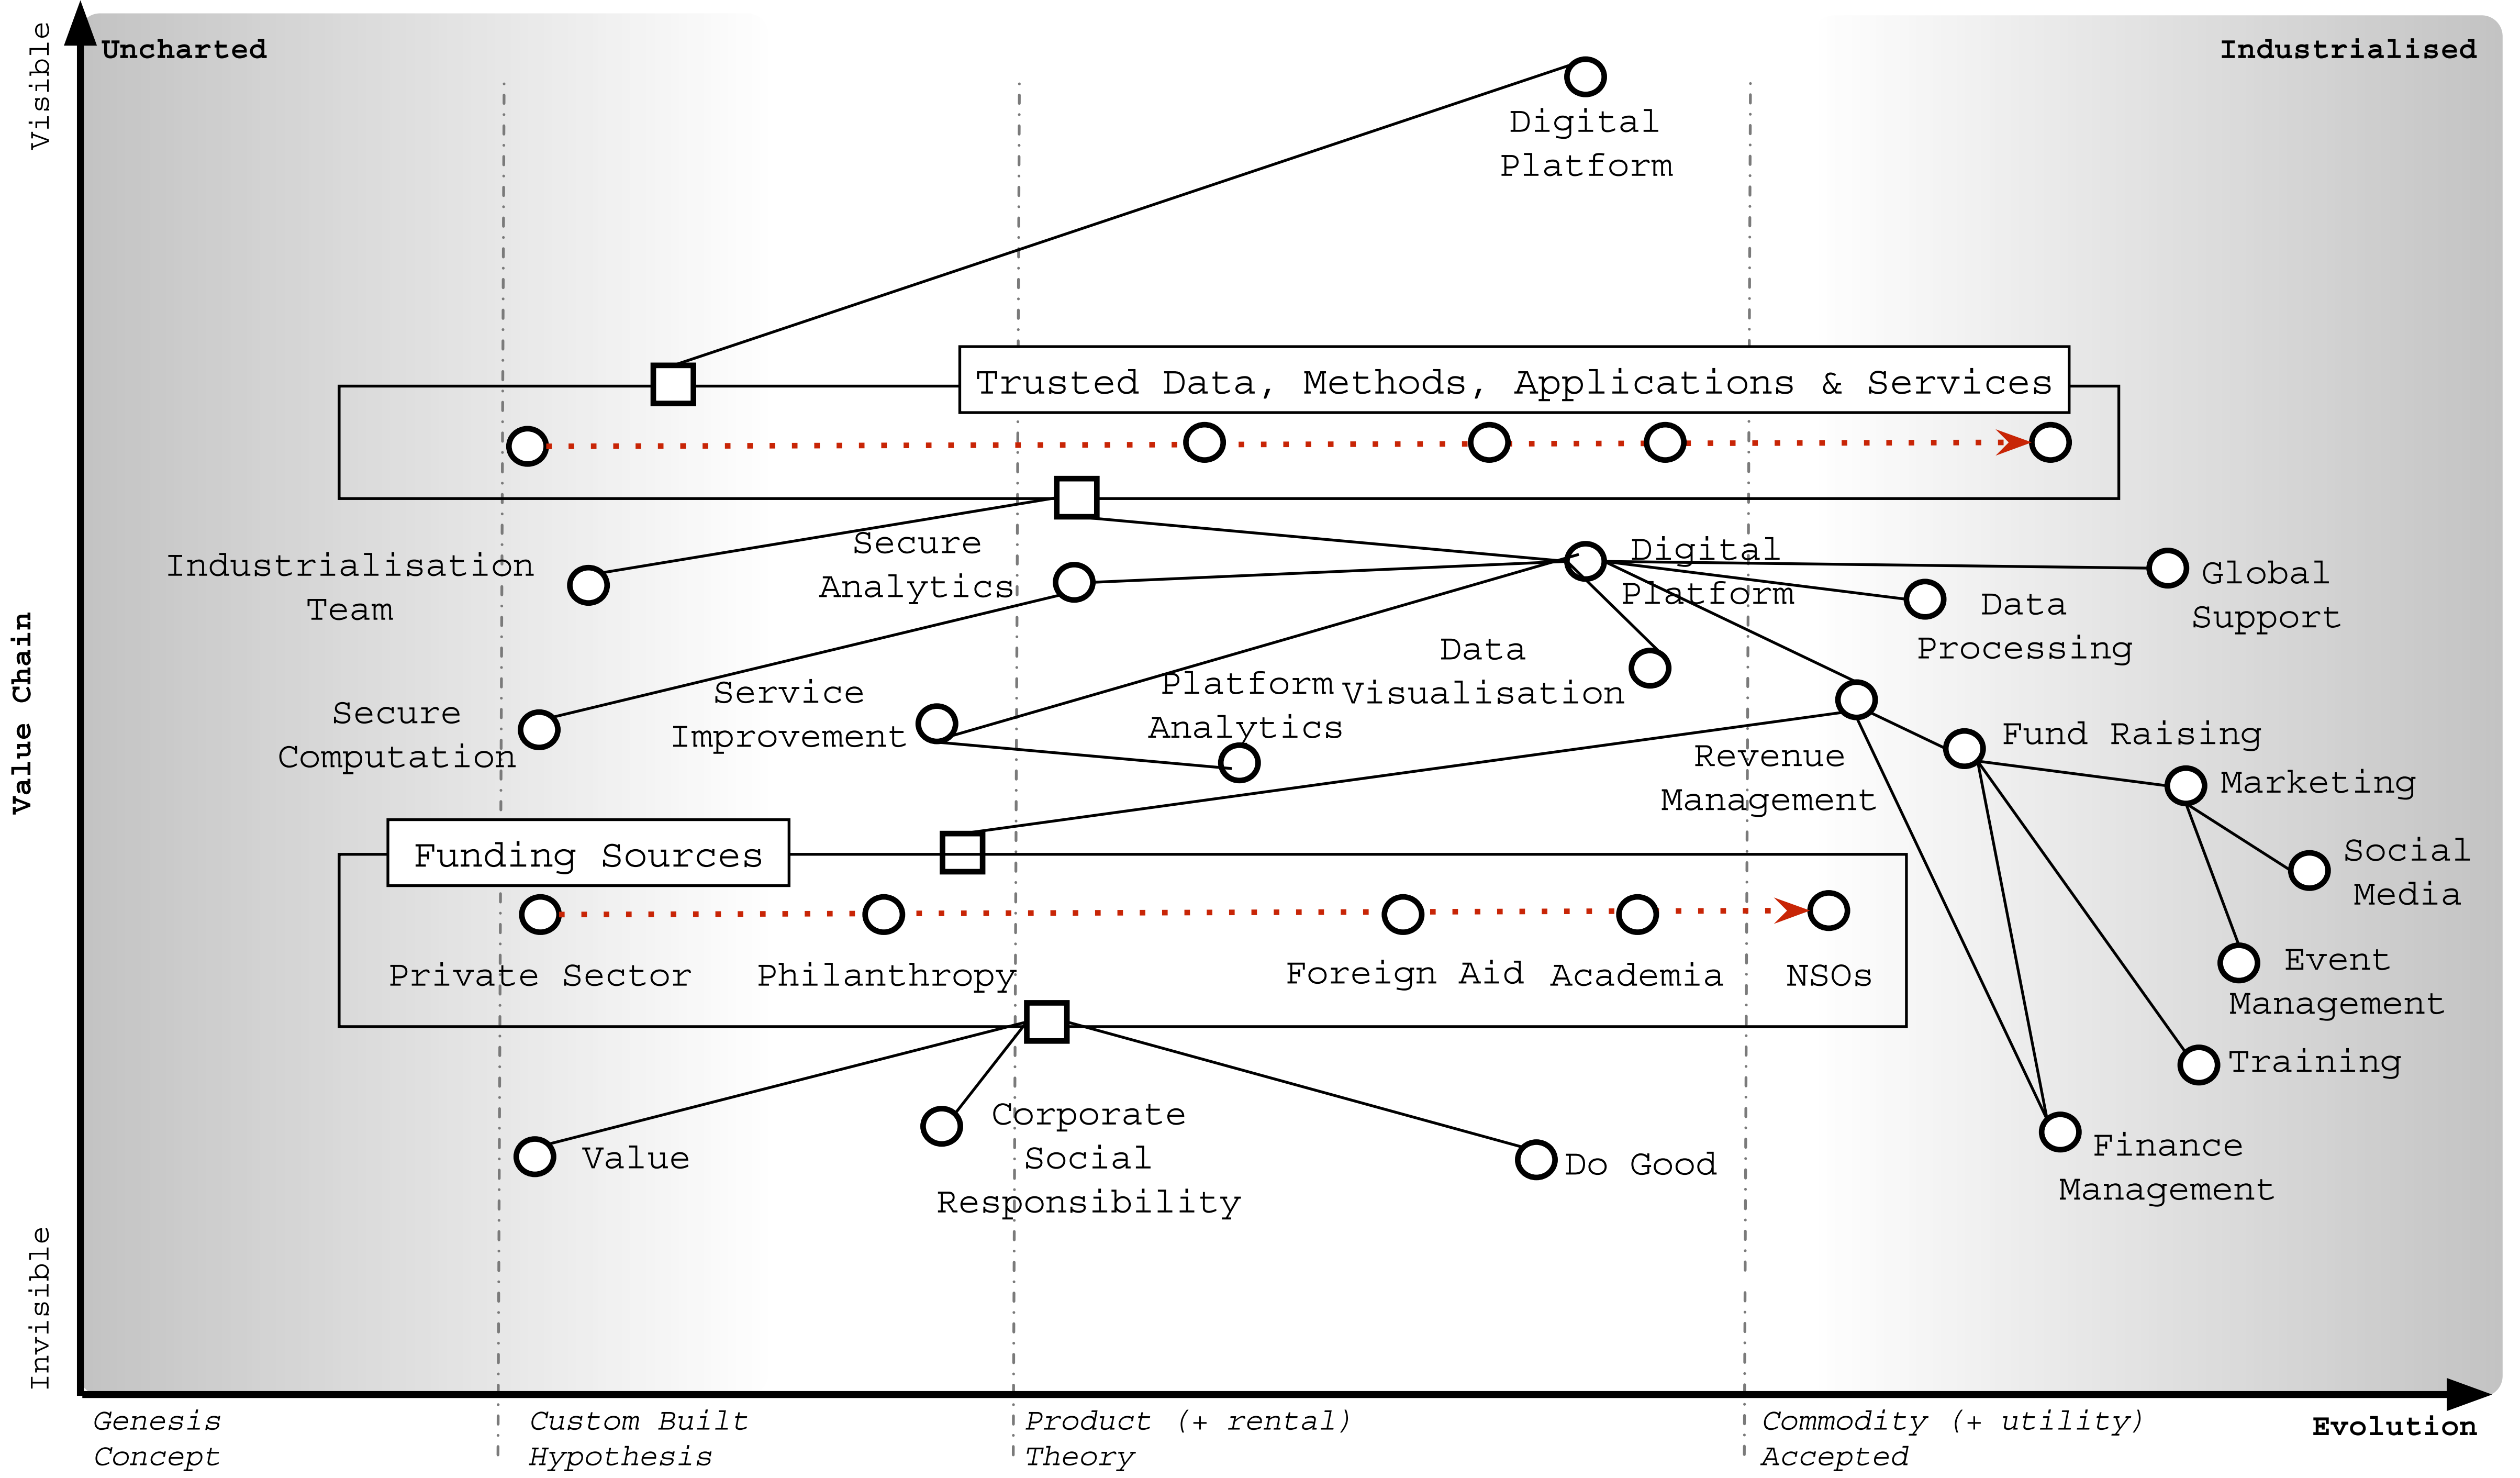 Visible
Uncharted
Industrialised
Digital
Platform
Trusted Data, Methods, Applications & Services
Industrialisation
Team
Secure
Analytics
Digital
Platform
Data
Processing
Global
Support
Value Chain
Secure
Computation
Service
Improvement
Platform
Analytics
Data
Visualisation
Revenue
Management
Fund Raising
Marketing
Social
Media
Event
Management
Training
Finance
Management
Funding Sources
Private Sector
Philanthropy
Foreign Aid
Academia
NSOs
Value
Corporate
Social
Responsibility
Do Good
Invisible
Genesis
Concept
Custom Built
Hypothesis
Product (+ rental)
Theory
Commodity (+ utility)
Accepted
Evolution